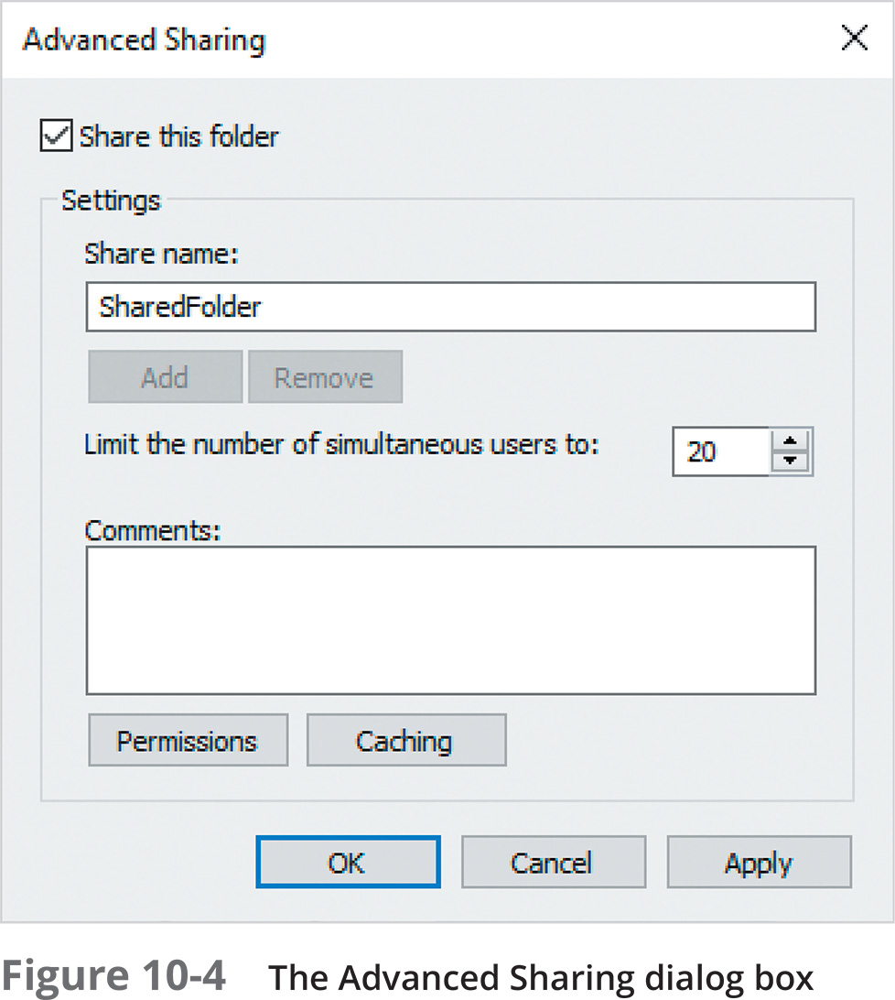 Advanced Sharing
Share this folder
Settings
Share name:
SharedFolder
Add Remove
Limit the number of simultaneous users to: 20
Comments:
Permissions Caching
OK Cancel Apply
Figure 10-4 The Advanced Sharing dialog box